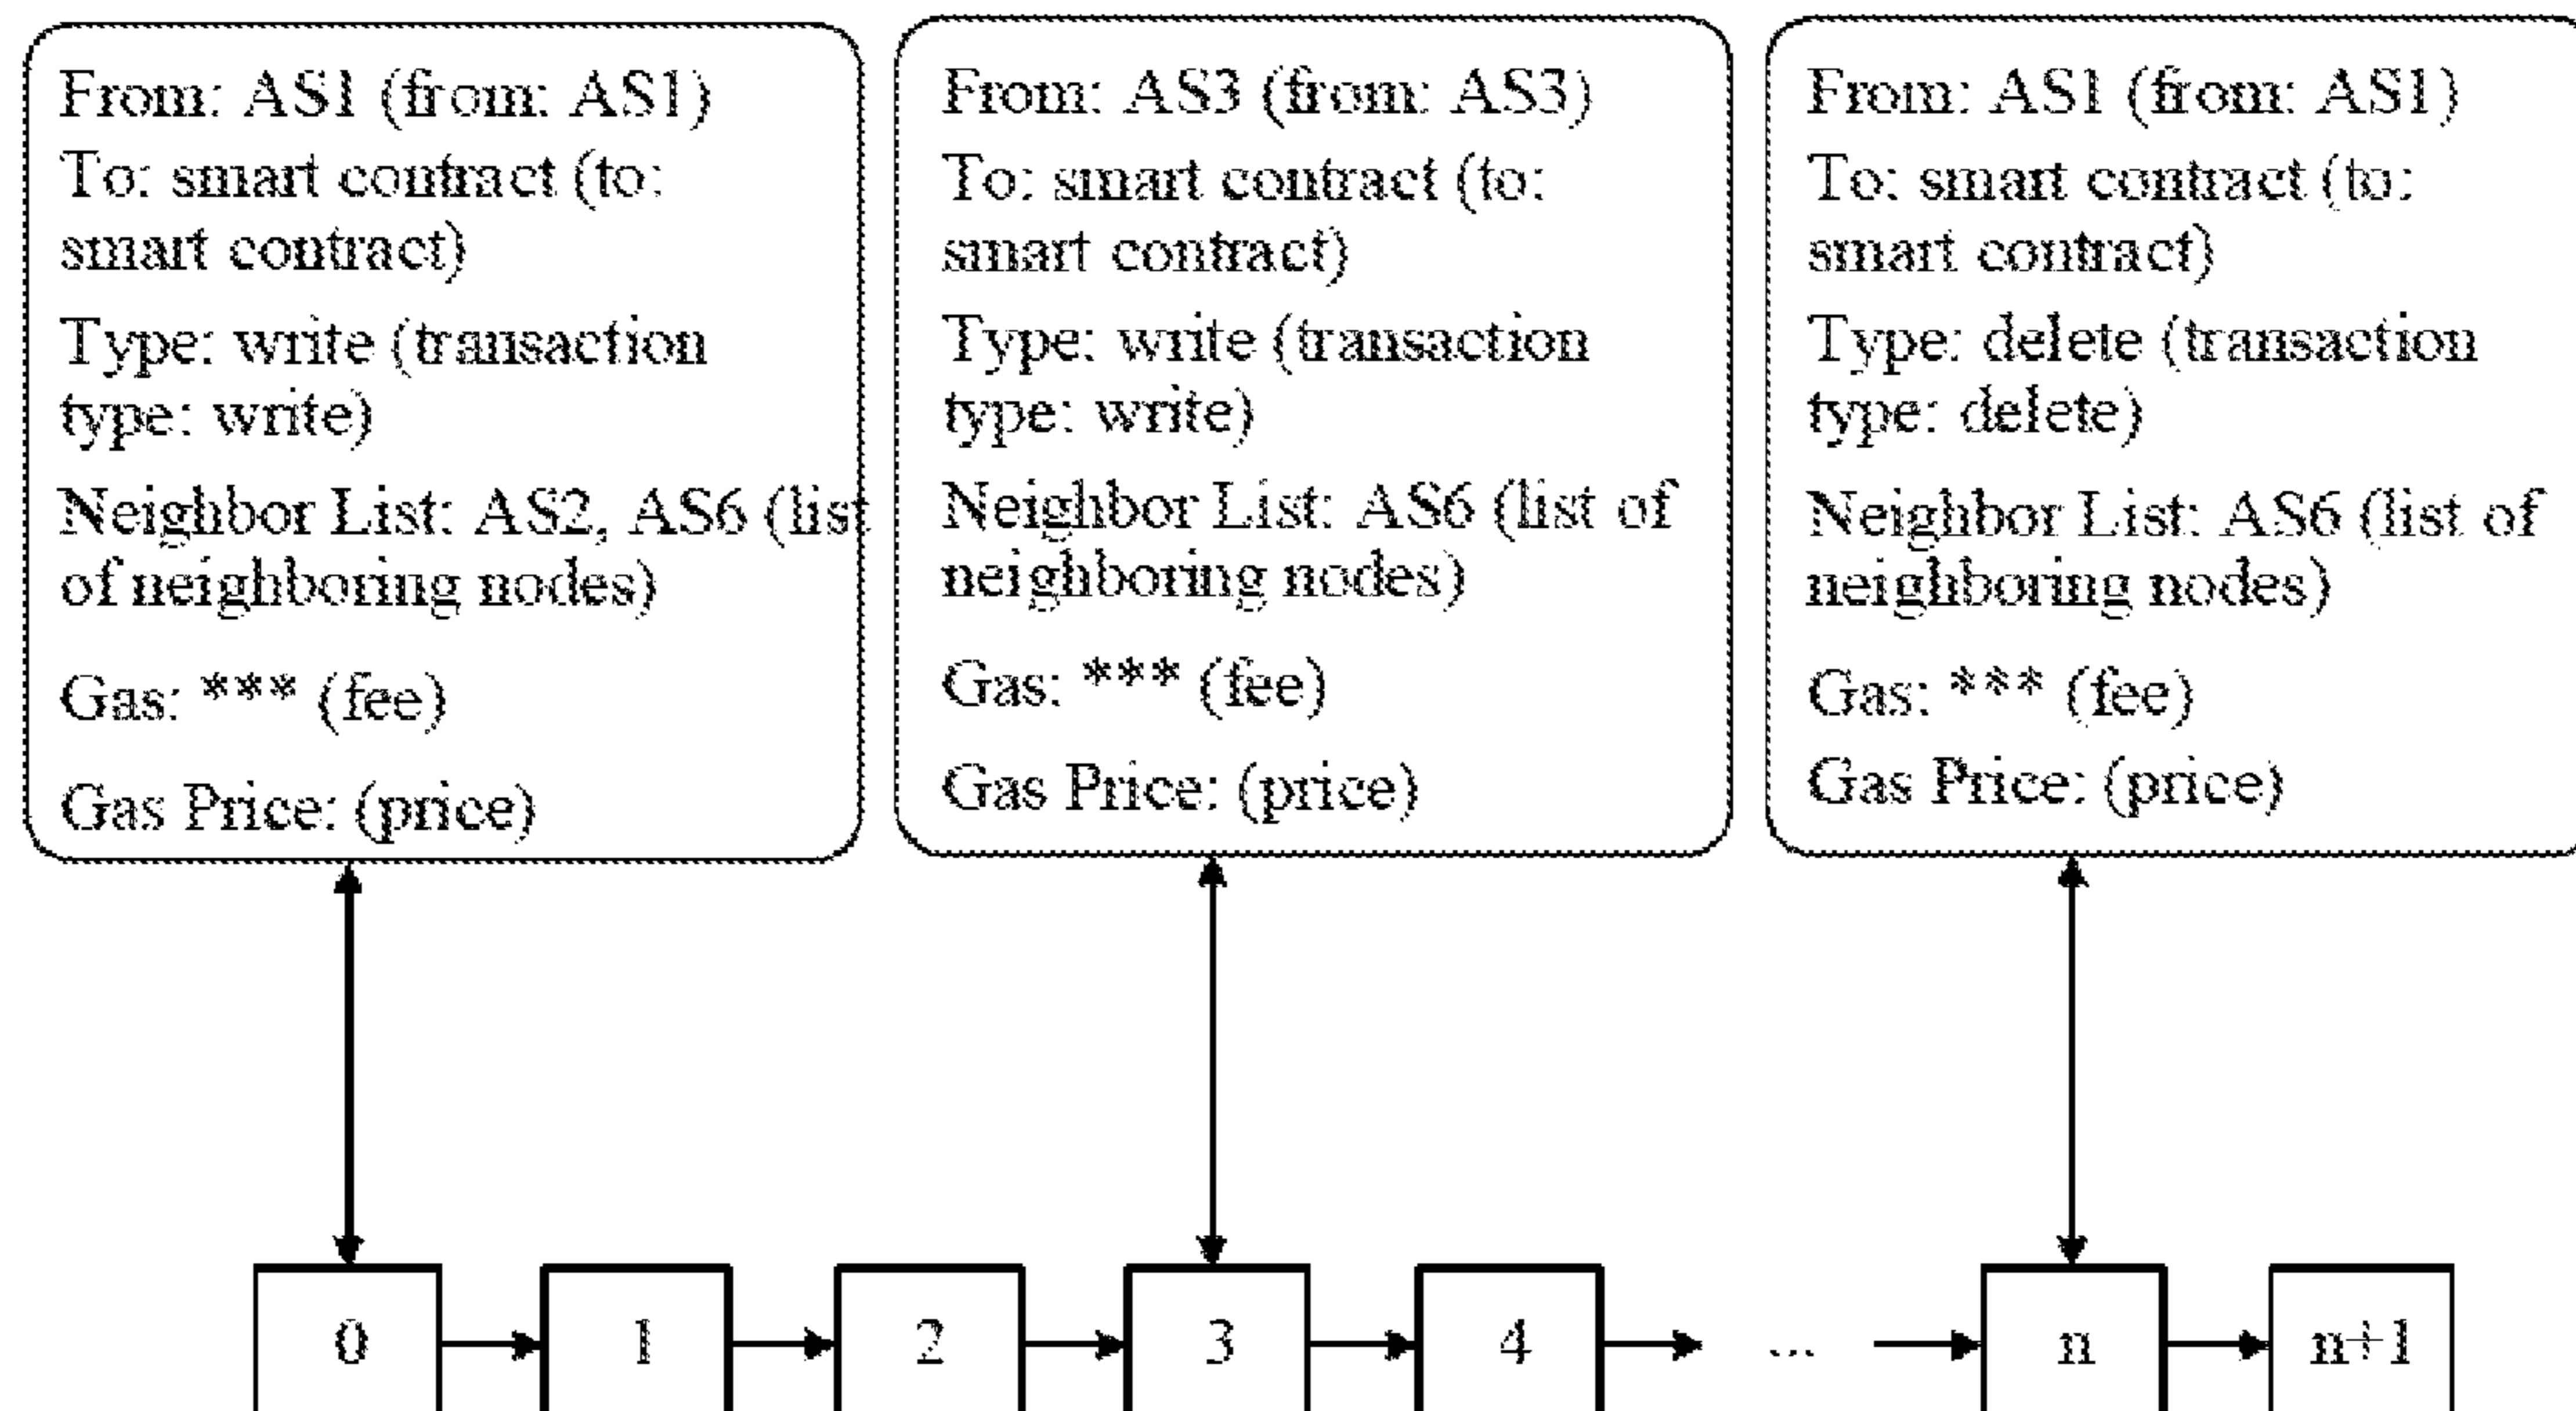 From: AS1 (from: AS1)
To: smart contract (to:
smart contract)
Type: write (transaction
type: write)
Neighbor List: AS2, AS6 (list
of neighboring nodes)
Gas: *** (fee)
Gas Price: (price)
From: AS3 (from: AS3)
To: smart contract (to:
smart contract)
Type: write (transaction
type: write)
Neighbor List: AS6 (list of
neighboring nodes)
Gas: *** (fee)
Gas Price: (price)
From: AS1 (from: AS1)
To: smart contract (to:
smart contract)
Type: delete (transaction
type: delete)
Neighbor List: AS6 (list of
neighboring nodes)
Gas: *** (fee)
Gas Price: (price)
0
1
2
3
4
...
n
n+1